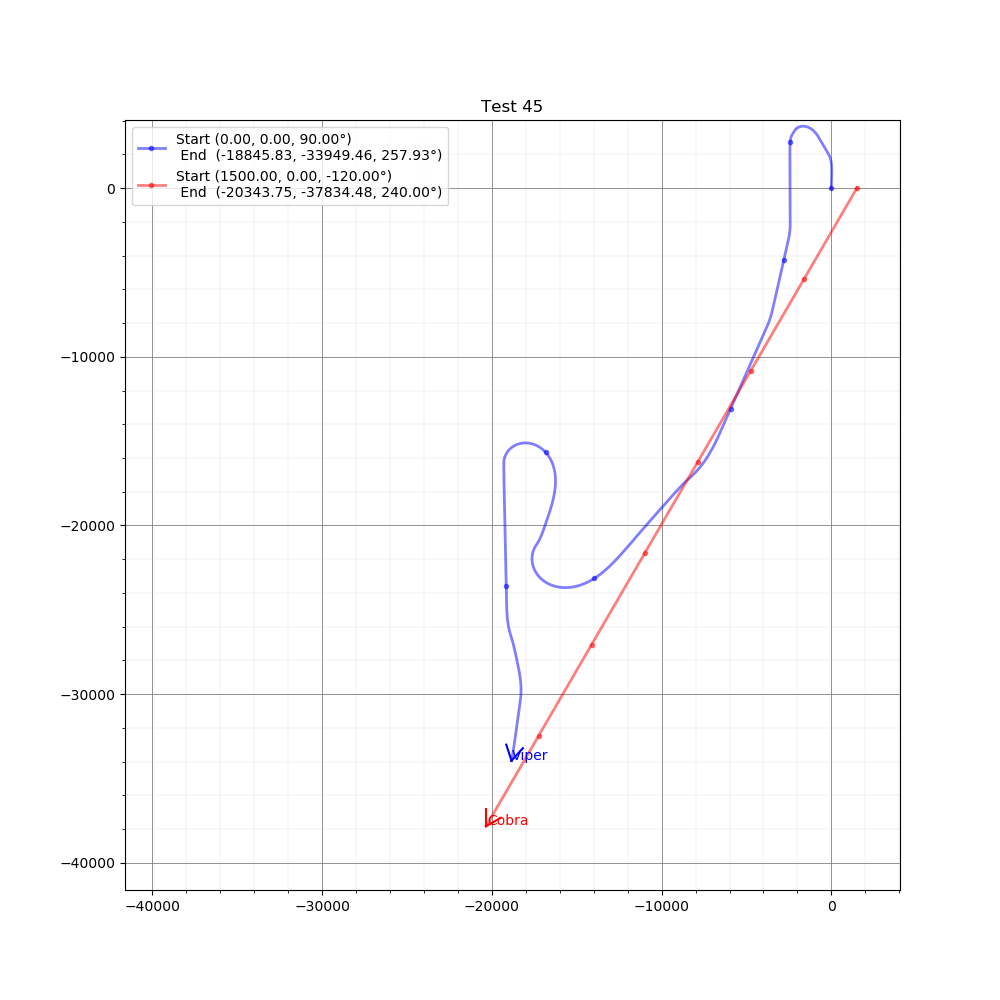 Test 45
Start (0.00, 0.00, 90.00°)
End (-18845.83, -33949.46, 257.93°)
Start (1500.00, 0.00, -120.00°)
End (-20343.75, -37834.48, 240.00°)
0
−10000
−20000
−30000
−40000
Viper
Cobra
−40000 −30000 −20000 −10000 0